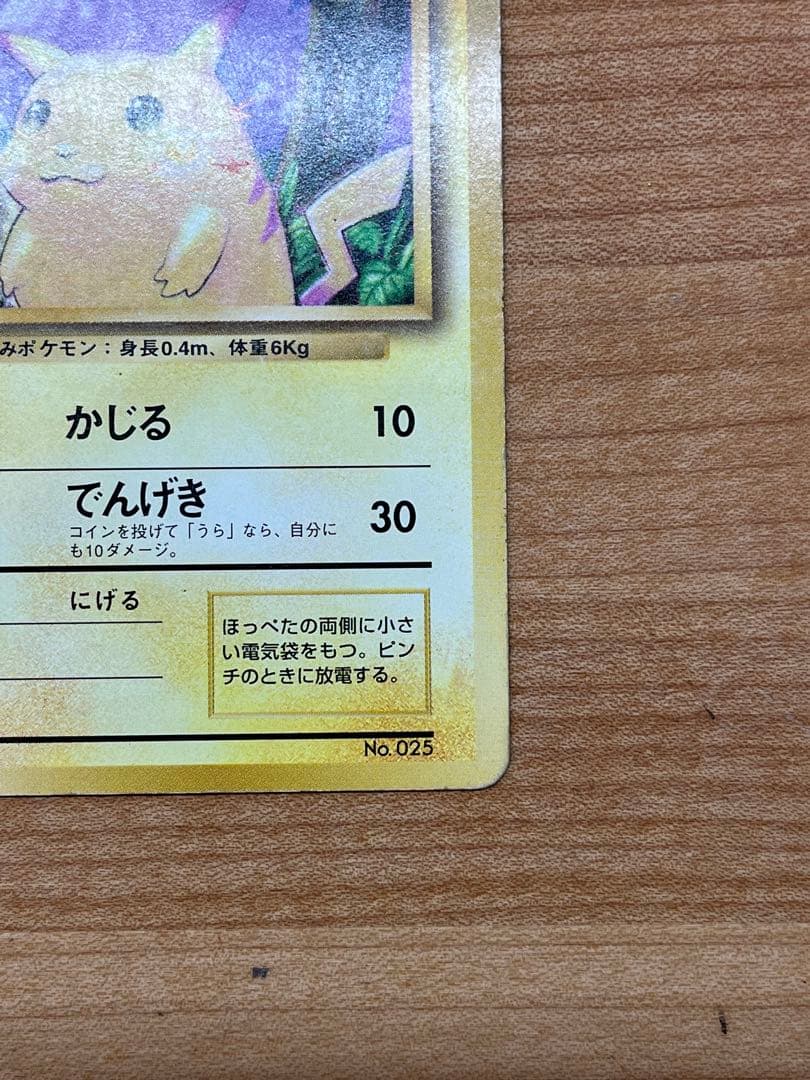 みポケモン：身長0.4m、体重6Kg
かじる 10
でんげき 30
コインを投げて「うら」なら、自分に
も10ダメージ。
にげる
ほっぺたの両側に小さ
い電気袋をもつ。ピン
チのときに放電する。
No. 025